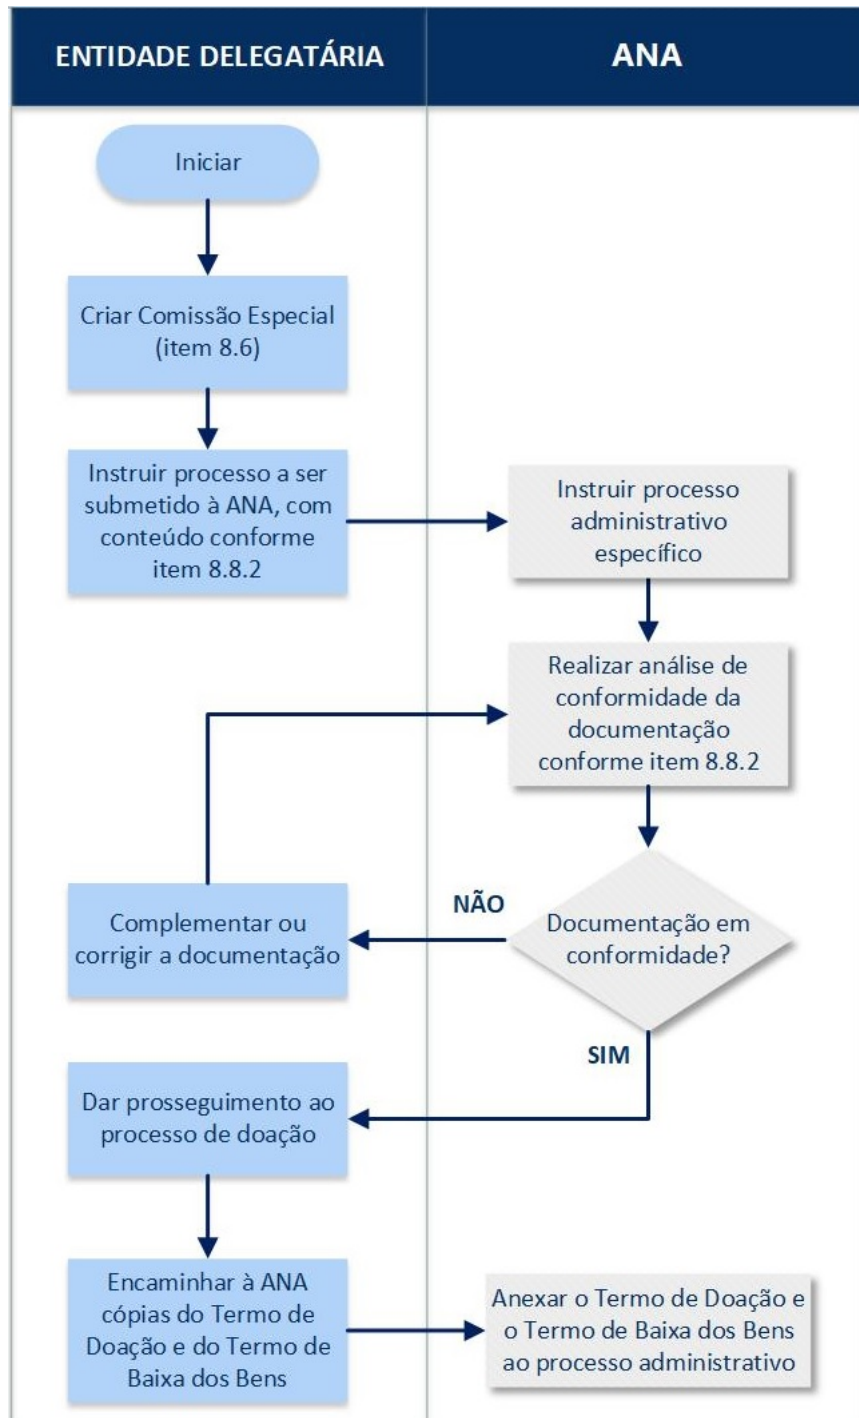 ENTIDADE DELEGATÁRIA
ANA
Iniciar
Criar Comissão Especial
(item 8.6)
Instruir processo a ser
submetido à ANA, com
conteúdo conforme
item 8.8.2
Instruir processo
administrativo
específico
Realizar análise de
conformidade da
documentação
conforme item 8.8.2
Documentação em
conformidade?
NÃO
Complementar ou
corrigir a documentação
SIM
Dar prosseguimento ao
processo de doação
Encaminhar à ANA
cópias do Termo de
Doação e do Termo de
Baixa dos Bens
Anexar o Termo de Doação e
o Termo de Baixa dos Bens
ao processo administrativo